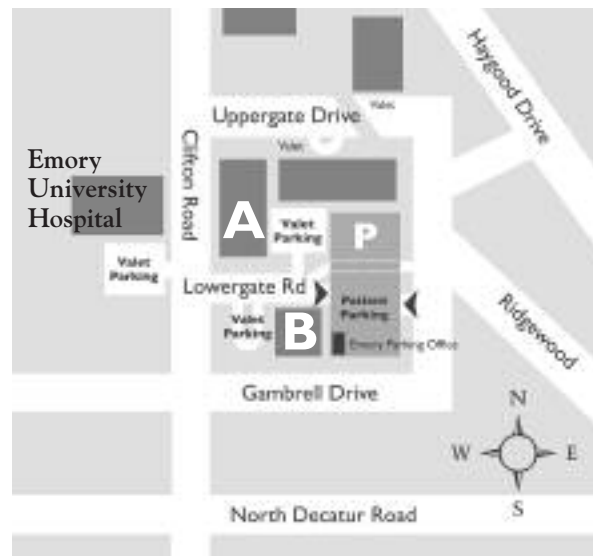 Haygood Drive
Valet
Uppergate Drive
Clifton Road
Valet
Emory
University
Hospital
A
Valet
Parking
P
Valet
Parking
Lowergate Rd
Patient
Parking
Valet
Parking
B
Emory Parking Office
Ridgewood
Gambrell Drive
N
W
E
S
North Decatur Road